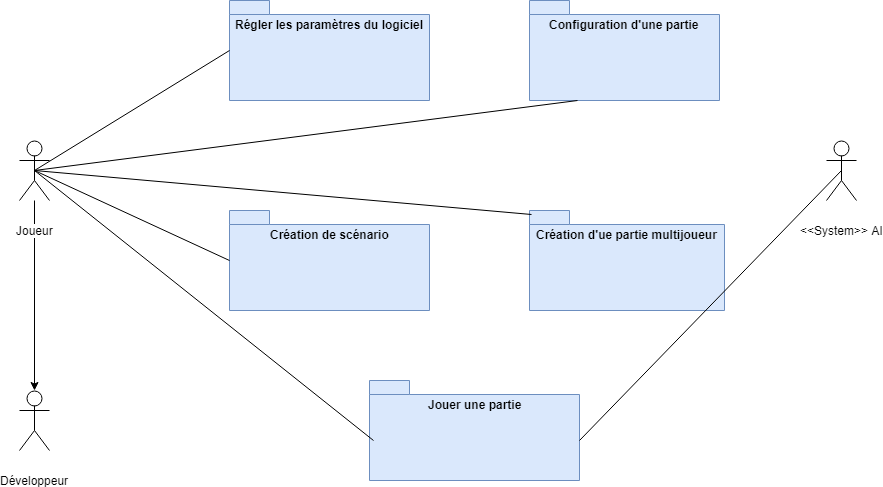 Régler les paramètres du logiciel
Configuration d'une partie
Joueur
Création de scénario
Création d'ue partie multijoueur
<<System>> AI
Jouer une partie
Développeur